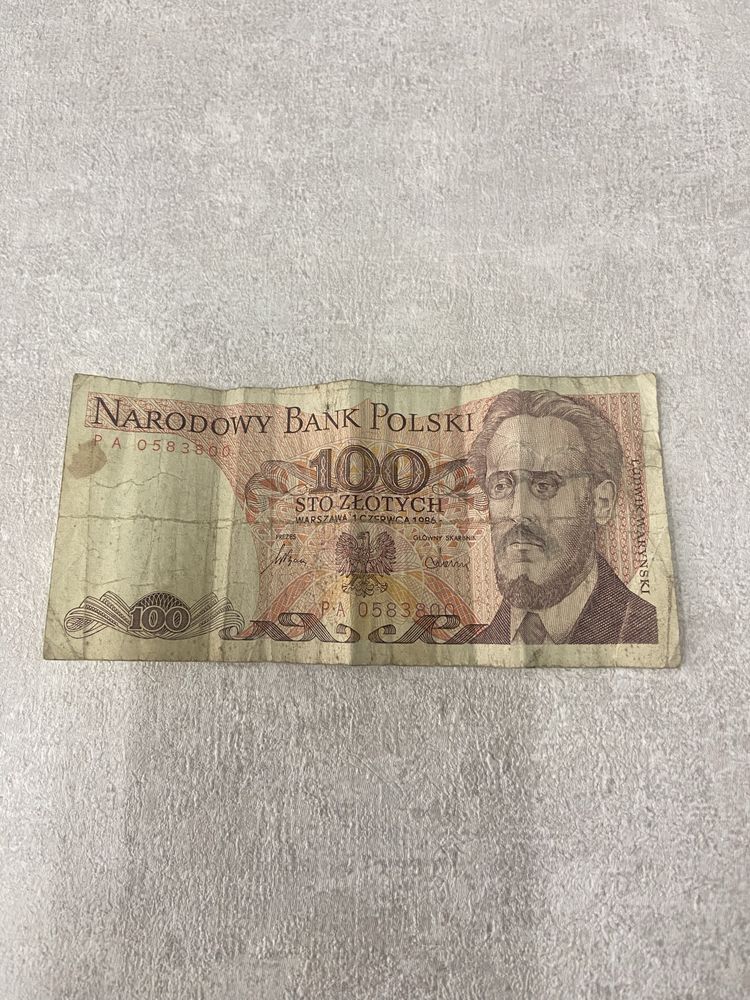 NARODOWY BANK POLSKI
PA 0583800
100
STO ZŁOTYCH
WARSZAWA 1 CZERWCA 1986 r.
PREZES
GŁÓWNY SKARBNIK
PA 0583800
100
LUDWIK WARYŃSKI